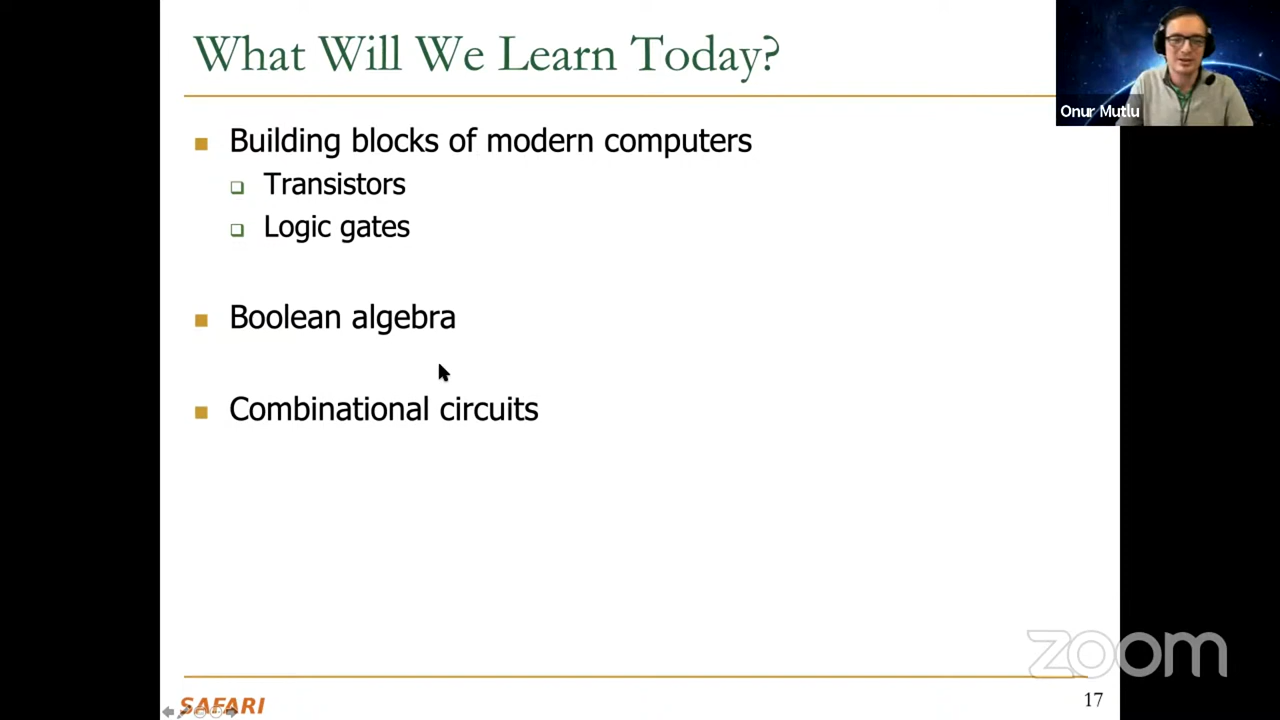 What Will We Learn Today?
Onur Mutlu
Building blocks of modern computers
Transistors
Logic gates
Boolean algebra
Combinational circuits
zoom
SAFARI
17